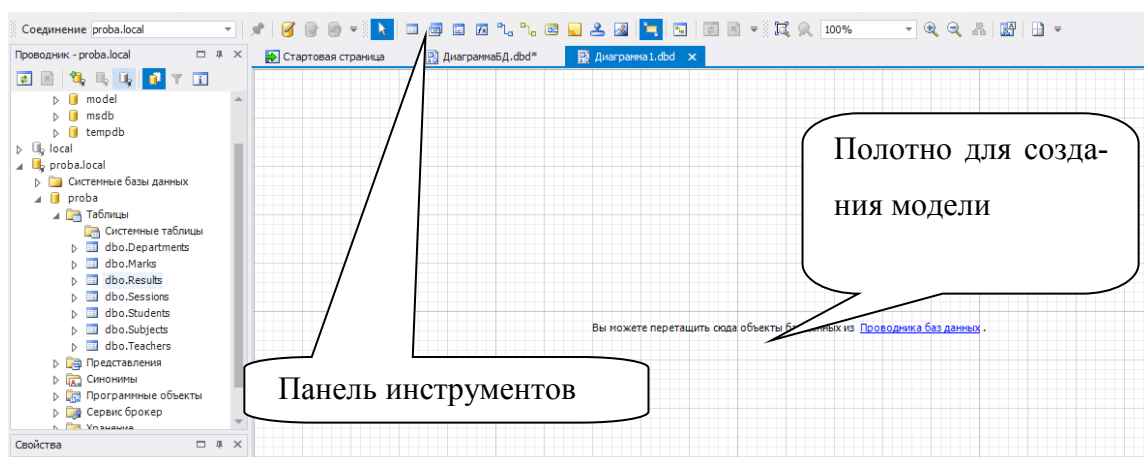 Соединение proba.local
100%
Проводник - proba.local
Стартовая страница
ДиаграммаБД.dbd*
Диаграмма1.dbd
model
msdb
tempdb
local
proba.local
Системные базы данных
proba
Таблицы
Системные таблицы
dbo.Departments
dbo.Marks
dbo.Results
dbo.Sessions
dbo.Students
dbo.Subjects
dbo.Teachers
Представления
Синонимы
Программные объекты
Сервис брокер
Хранение
Свойства
Полотно для созда-
ния модели
Вы можете перетащить сюда объекты баз данных из Проводника баз данных .
Панель инструментов